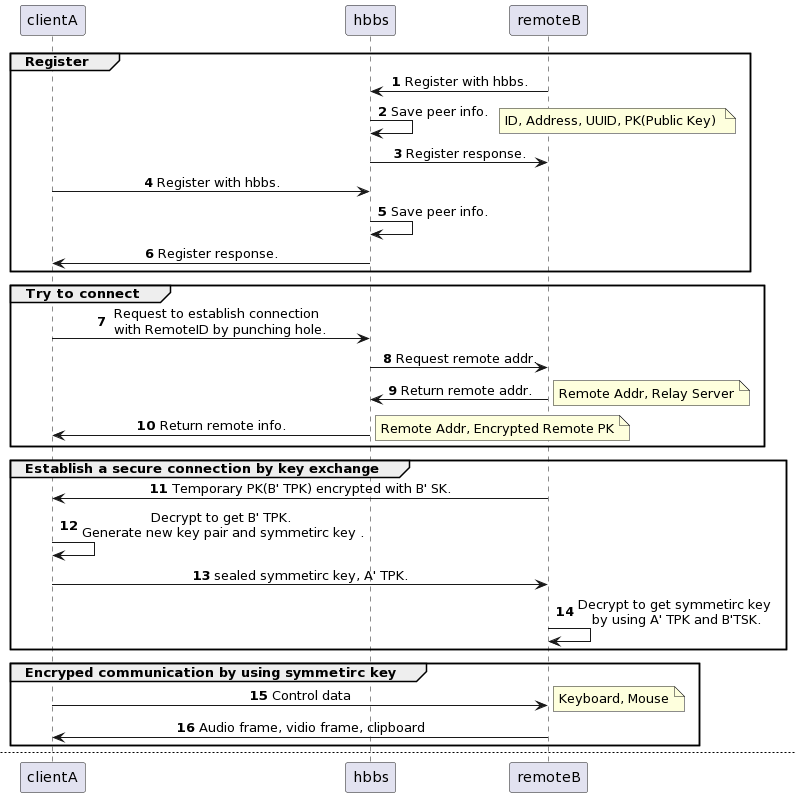 clientA
hbbs
remoteB
Register
1 Register with hbbs.
2 Save peer info.
ID, Address, UUID, PK(Public Key)
3 Register response.
4 Register with hbbs.
5 Save peer info.
6 Register response.
Try to connect
7 Request to establish connection
with RemoteID by punching hole.
8 Request remote addr.
9 Return remote addr.
Remote Addr, Relay Server
10 Return remote info.
Remote Addr, Encrypted Remote PK
Establish a secure connection by key exchange
11 Temporary PK(B' TPK) encrypted with B' SK.
12 Decrypt to get B' TPK.
Generate new key pair and symmetirc key .
13 sealed symmetirc key, A' TPK.
14 Decrypt to get symmetirc key
by using A' TPK and B'TSK.
Encryped communication by using symmetirc key
15 Control data
Keyboard, Mouse
16 Audio frame, vidio frame, clipboard
clientA
hbbs
remoteB